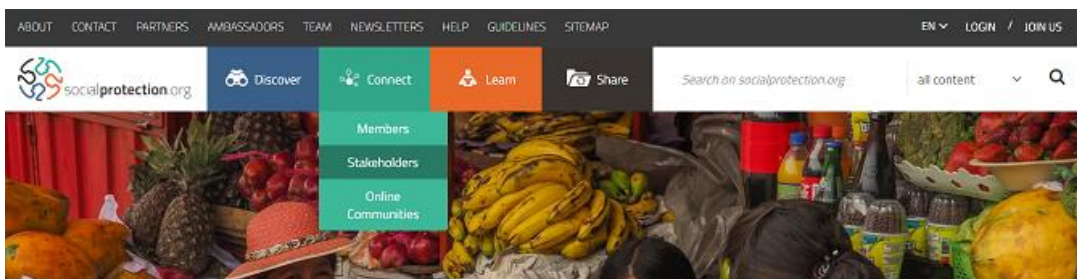 ABOUT CONTACT PARTNERS AMBASSADORS TEAM NEWSLETTERS HELP GUIDELINES SITEMAP EN LOGIN / JOIN US
socialprotection.org Discover Connect Learn Share Search on socialprotection.org all content
Members
Stakeholders
Online
Communities